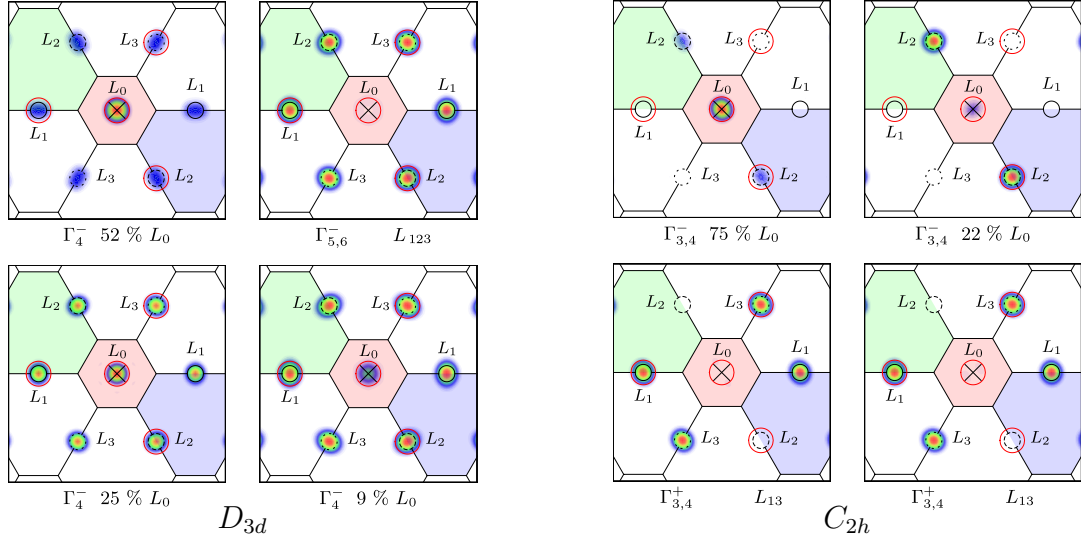 L₂ L₃ L₀ L₁ L₁ L₃ L₂
Γ₄⁻ 52 % L₀
L₂ L₃ L₀ L₁ L₁ L₃ L₂
Γ₅,₆⁻ L₁₂₃
L₂ L₃ L₀ L₁ L₁ L₃ L₂
Γ₃,₄⁻ 75 % L₀
L₂ L₃ L₀ L₁ L₁ L₃ L₂
Γ₃,₄⁻ 22 % L₀
L₂ L₃ L₀ L₁ L₁ L₃ L₂
Γ₄⁻ 25 % L₀
L₂ L₃ L₀ L₁ L₁ L₃ L₂
Γ₄⁻ 9 % L₀
L₂ L₃ L₀ L₁ L₁ L₃ L₂
Γ₃,₄⁺ L₁₃
L₂ L₃ L₀ L₁ L₁ L₃ L₂
Γ₃,₄⁺ L₁₃
D₃d
C₂h